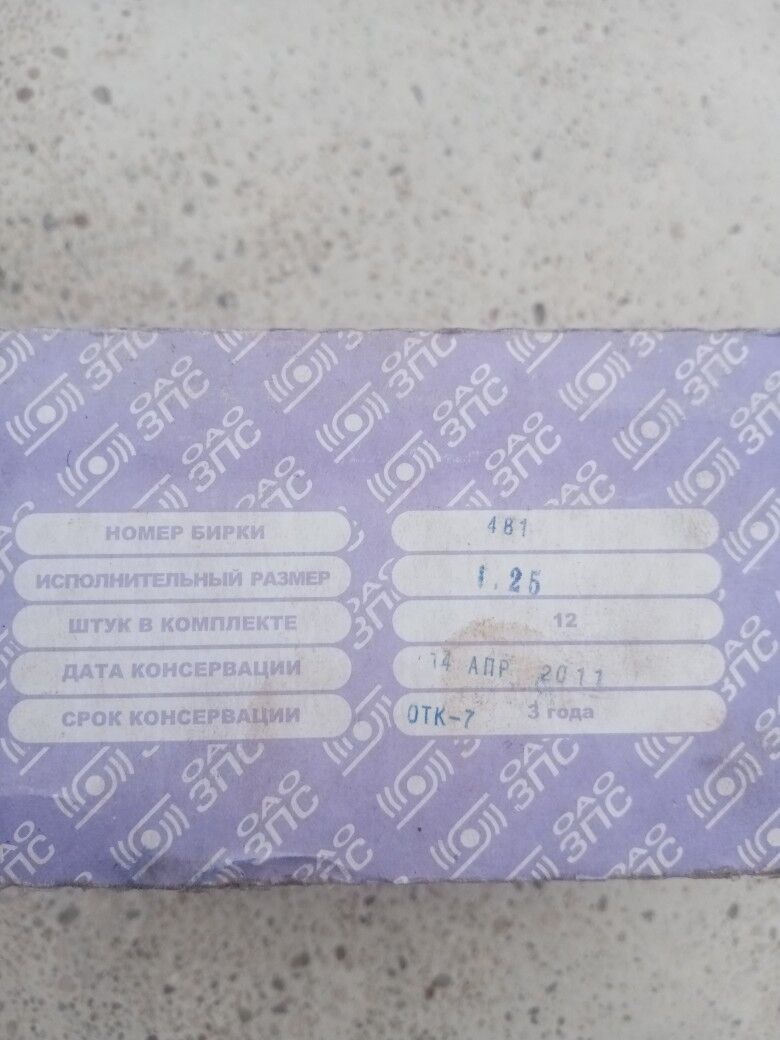 ОАО ЗПС
НОМЕР БИРКИ 481
ИСПОЛНИТЕЛЬНЫЙ РАЗМЕР 1.25
ШТУК В КОМПЛЕКТЕ 12
ДАТА КОНСЕРВАЦИИ 14 АПР 2011
СРОК КОНСЕРВАЦИИ ОТК-7 3 года